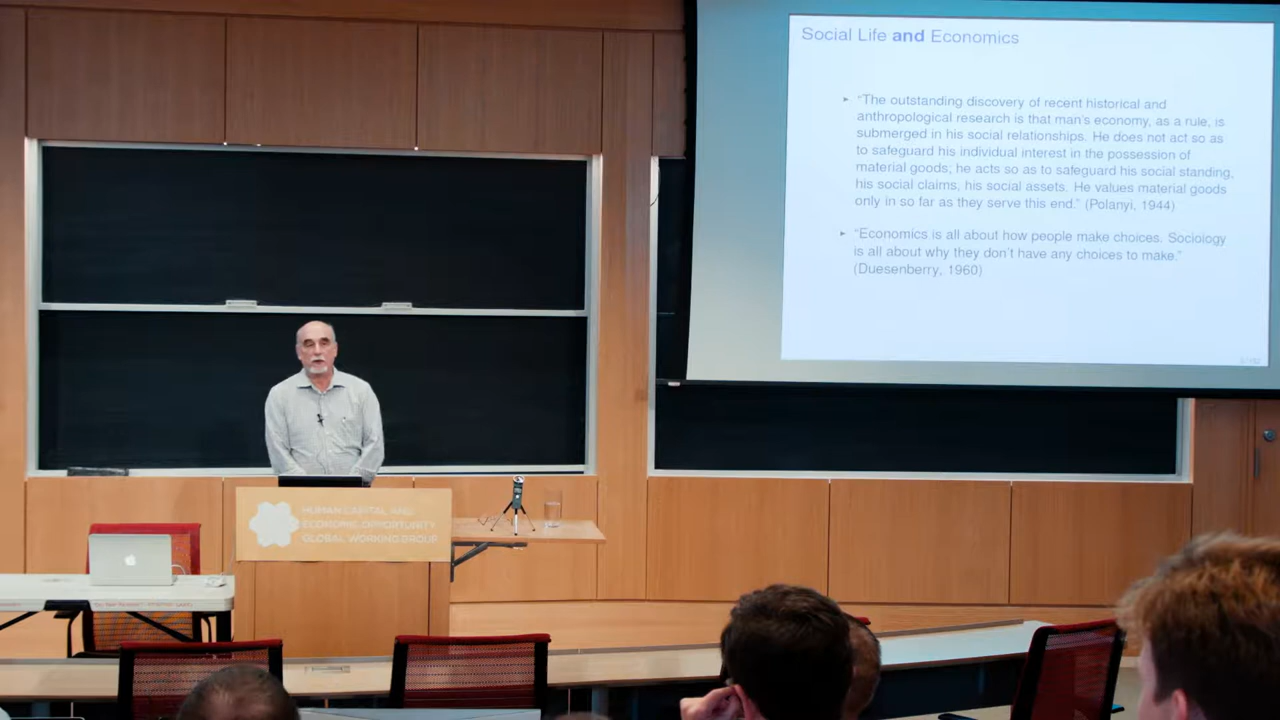 Social Life and Economics
► “The outstanding discovery of recent historical and
anthropological research is that man's economy, as a rule, is
submerged in his social relationships. He does not act so as
to safeguard his individual interest in the possession of
material goods; he acts so as to safeguard his social standing,
his social claims, his social assets. He values material goods
only in so far as they serve this end.” (Polanyi, 1944)
► “Economics is all about how people make choices. Sociology
is all about why they don't have any choices to make.”
(Duesenberry, 1960)
HUMAN CAPITAL AND
ECONOMIC OPPORTUNITY
GLOBAL WORKING GROUP